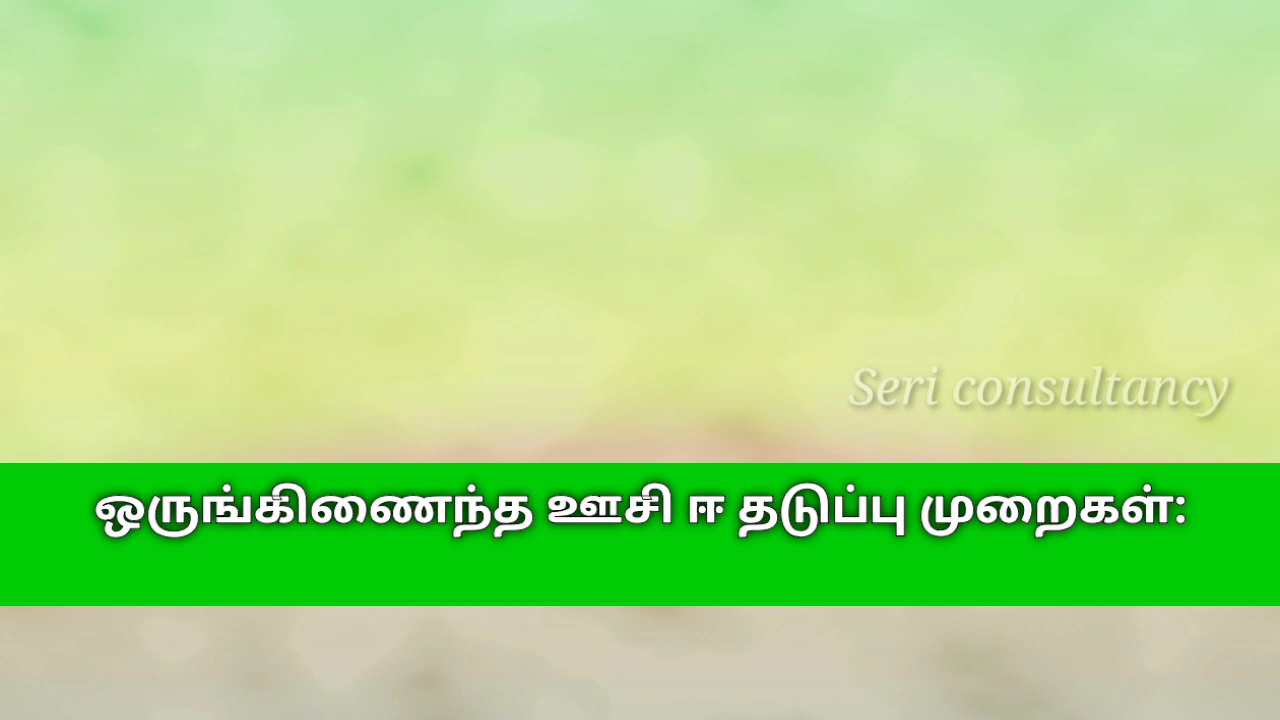 Seri consultancy
ஒருங்கிணைந்த ஊசி ஈ தடுப்பு முறைகள்: